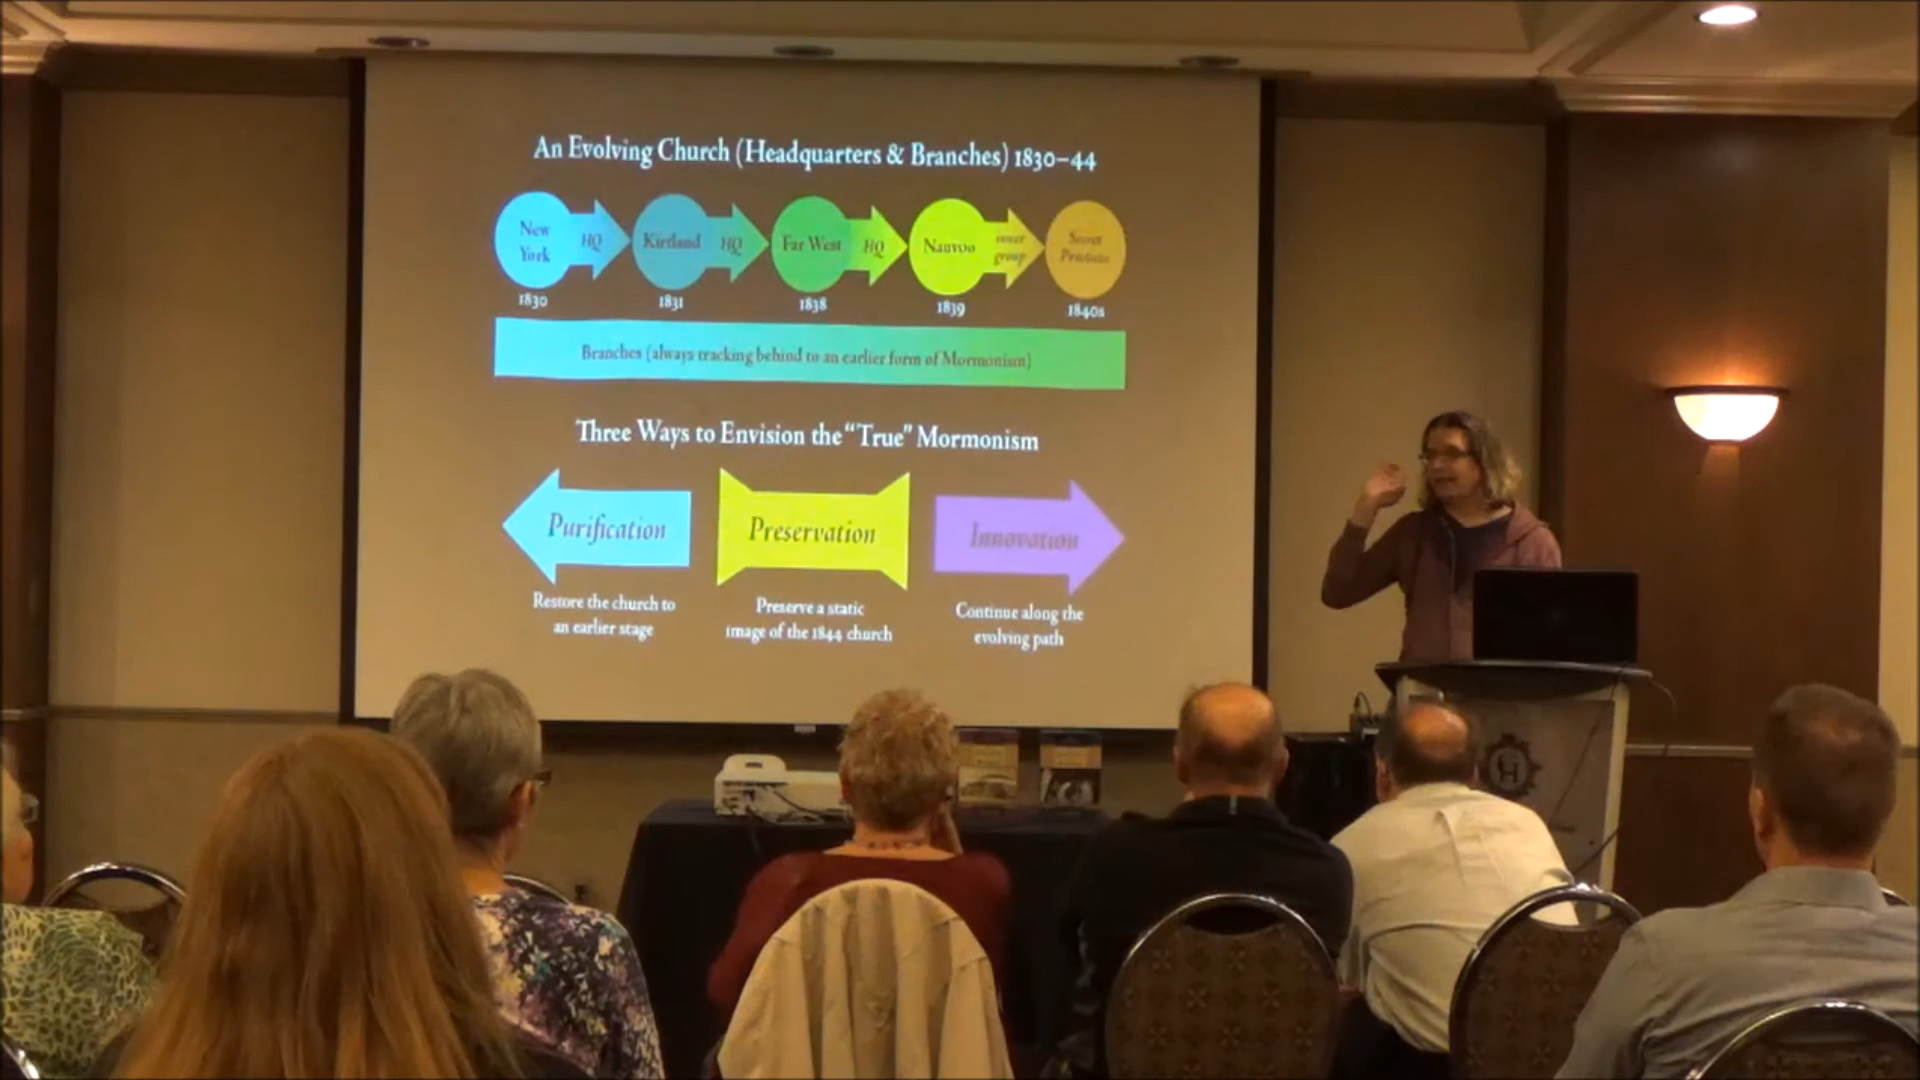 An Evolving Church (Headquarters & Branches) 1830–44
New
York
HQ
Kirtland
HQ
Far West
HQ
Nauvoo
inner
group
Secret
Practices
1830
1831
1838
1839
1840s
Branches (always tracking behind to an earlier form of Mormonism)
Three Ways to Envision the “True” Mormonism
Purification
Preservation
Innovation
Restore the church to
an earlier stage
Preserve a static
image of the 1844 church
Continue along the
evolving path
H